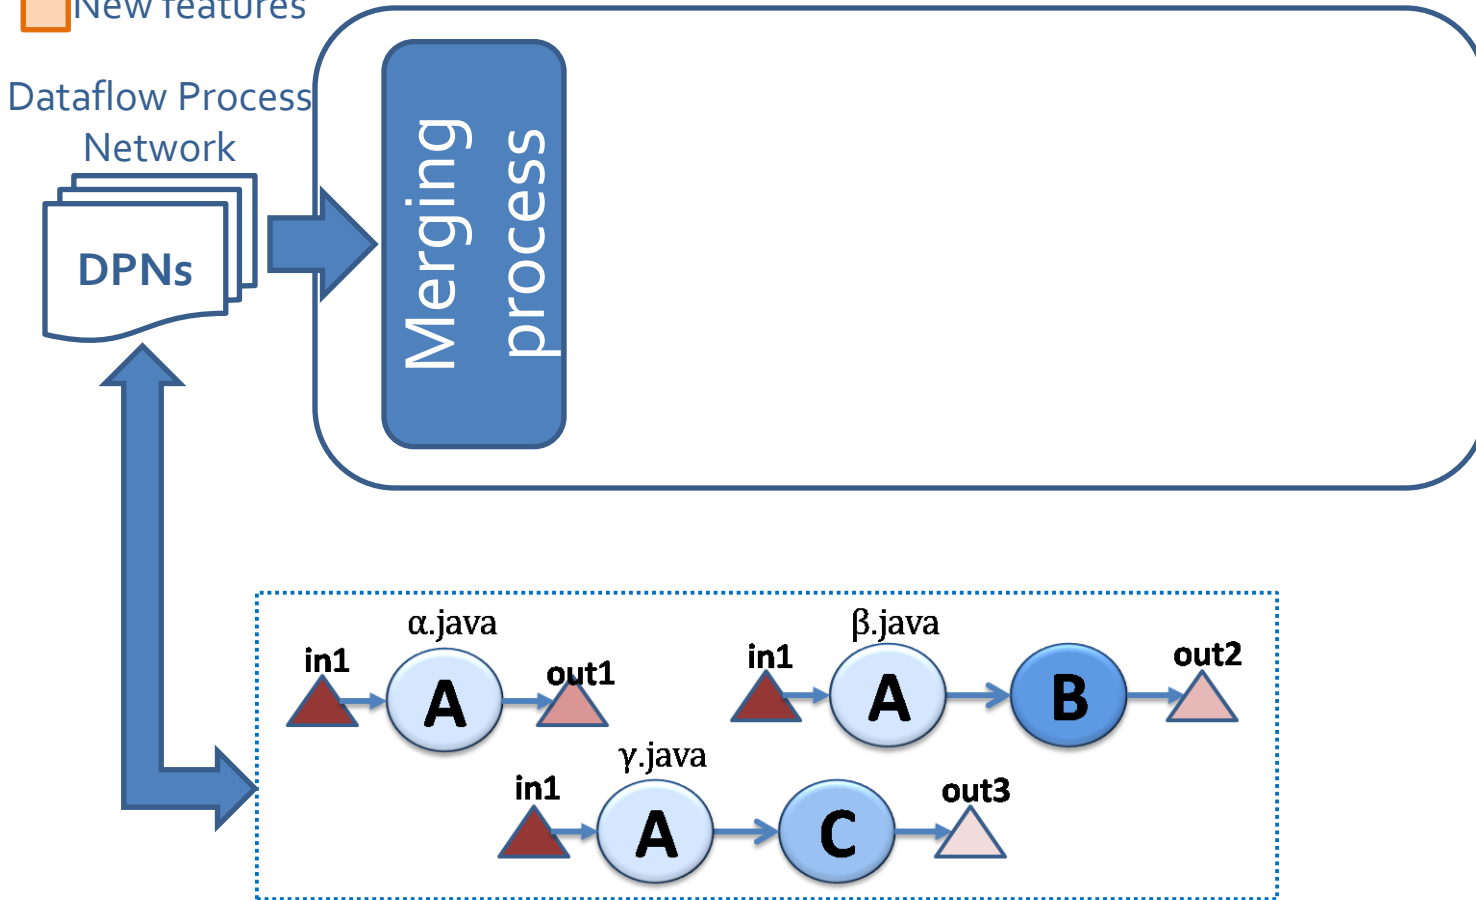 New features
Dataflow Process
Network
DPNs
Merging
process
α.java
in1
A
out1
β.java
in1
A
B
out2
γ.java
in1
A
C
out3